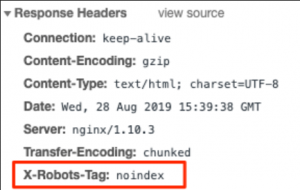 ▼ Response Headers view source
Connection: keep-alive
Content-Encoding: gzip
Content-Type: text/html; charset=UTF-8
Date: Wed, 28 Aug 2019 15:39:38 GMT
Server: nginx/1.10.3
Transfer-Encoding: chunked
X-Robots-Tag: noindex